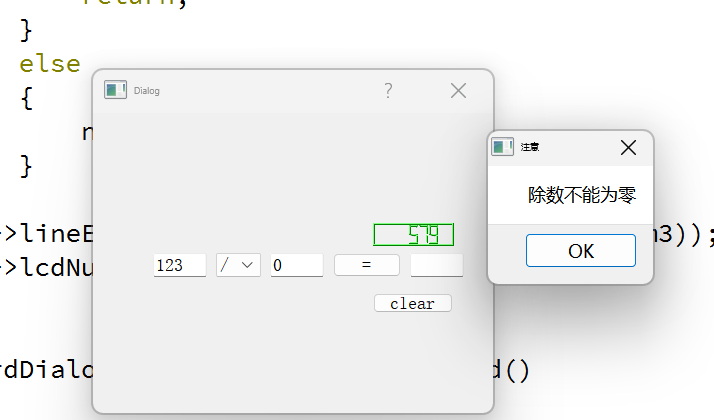 return;
}
else
{
n
}
>lineE
m3));
>lcdNu
rdDialo
d()
Dialog
?
579
123 / 0 =
clear
注意
除数不能为零
OK